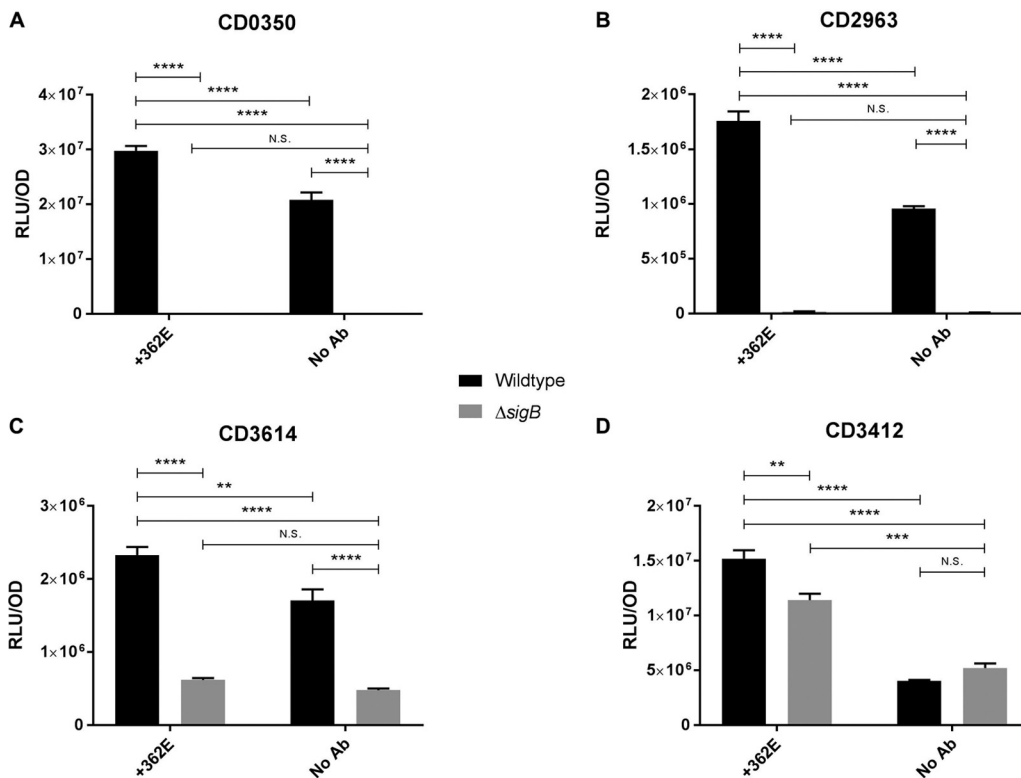 A
CD0350
****
****
****
N.S.
****
4×10⁷
3×10⁷
2×10⁷
1×10⁷
0
RLU/OD
+362E
No Ab
B
CD2963
****
****
****
N.S.
****
2×10⁶
1.5×10⁶
1×10⁶
5×10⁵
0
RLU/OD
+362E
No Ab
Wildtype
ΔsigB
C
CD3614
****
**
****
N.S.
****
3×10⁶
2×10⁶
1×10⁶
0
RLU/OD
+362E
No Ab
D
CD3412
**
****
****
***
N.S.
2×10⁷
1.5×10⁷
1×10⁷
5×10⁶
0
RLU/OD
+362E
No Ab